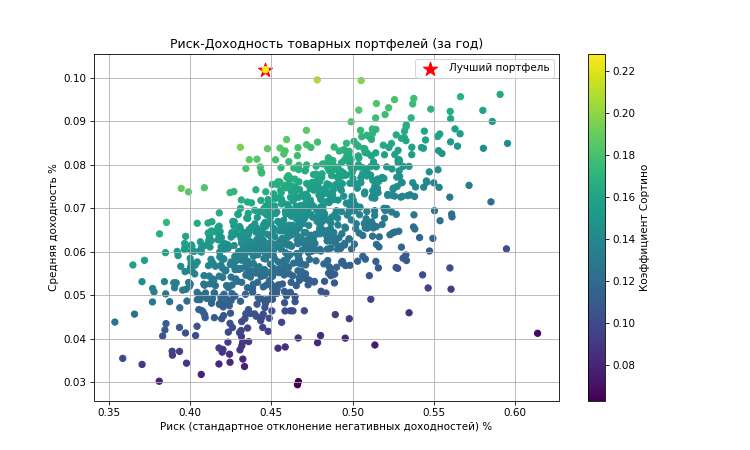 Риск-Доходность товарных портфелей (за год)
Лучший портфель
Средняя доходность %
0.10
0.09
0.08
0.07
0.06
0.05
0.04
0.03
0.35 0.40 0.45 0.50 0.55 0.60
Риск (стандартное отклонение негативных доходностей) %
0.22
0.20
0.18
0.16
0.14
0.12
0.10
0.08
Коэффициент Сортино